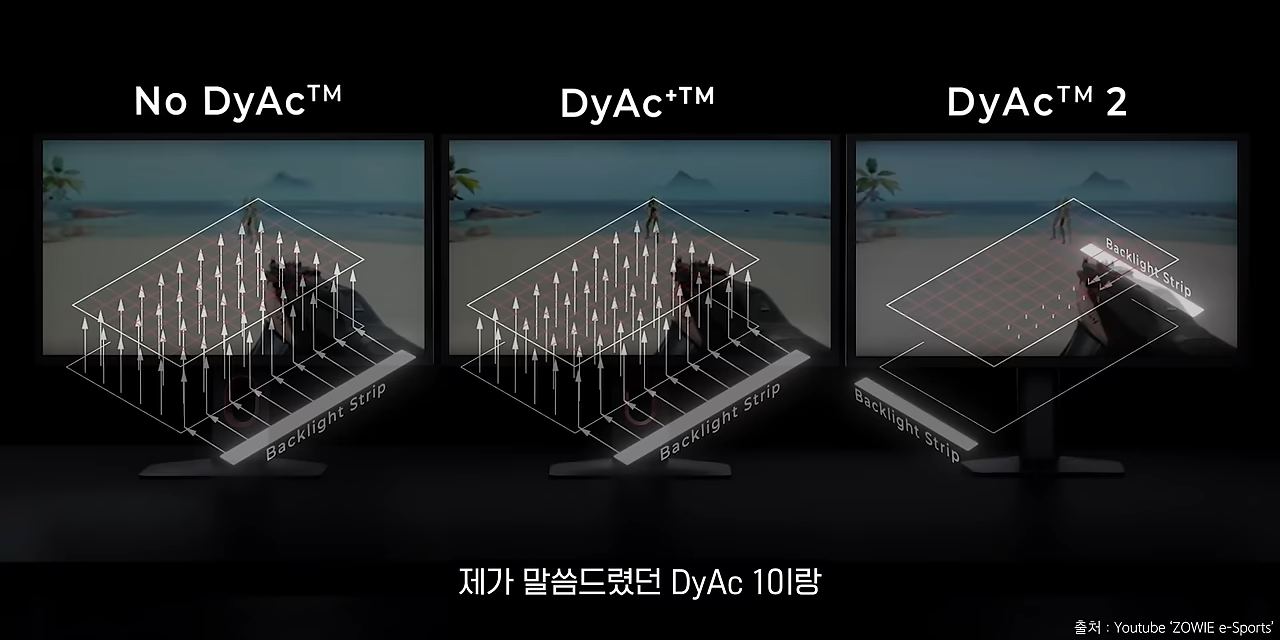 No DyAc™
DyAc⁺™
DyAc™ 2
Backlight Strip
Backlight Strip
Backlight Strip
Backlight Strip
제가 말씀드렸던 DyAc 1이랑
출처 : Youtube 'ZOWIE e-Sports'